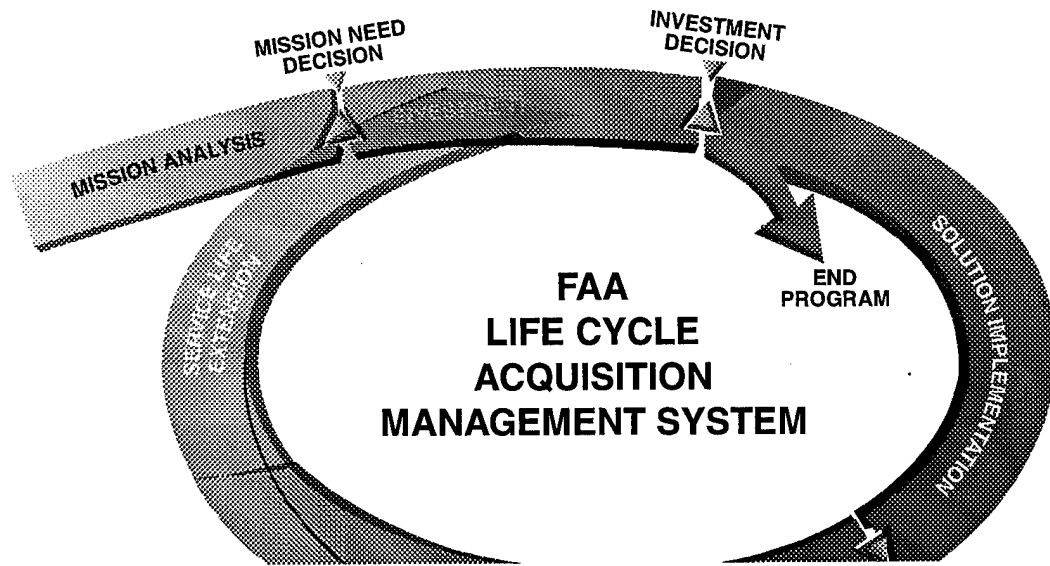 MISSION NEED
DECISION
INVESTMENT
DECISION
MISSION ANALYSIS
SERVICE LIFE
EXTENSION
FAA
LIFE CYCLE
ACQUISITION
MANAGEMENT SYSTEM
END
PROGRAM
SOLUTION IMPLEMENTATION